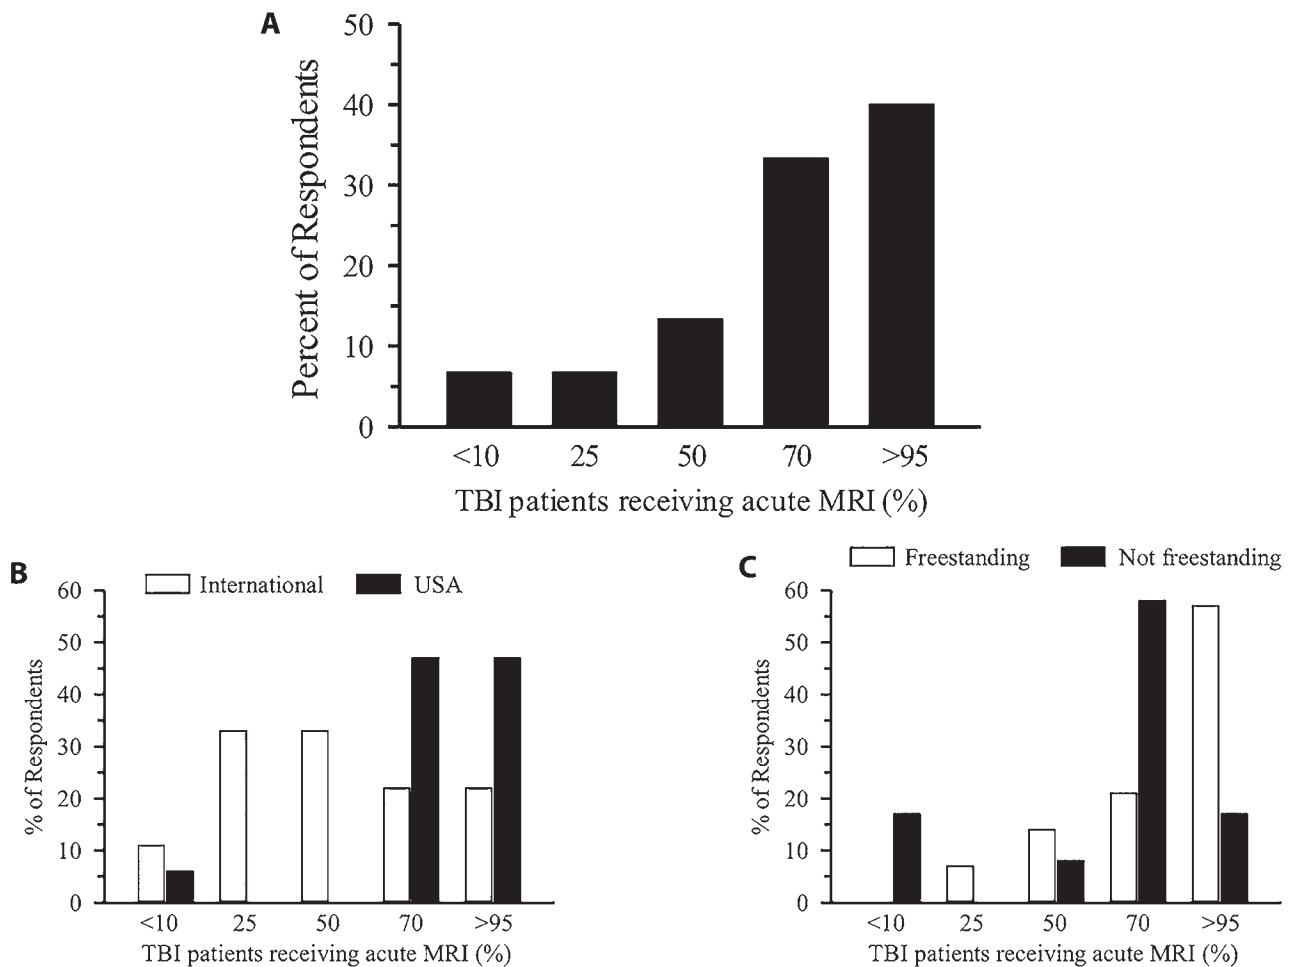 A
50
40
30
20
10
0
Percent of Respondents
<10 25 50 70 >95
TBI patients receiving acute MRI (%)
B
International USA
60
50
40
30
20
10
0
% of Respondents
<10 25 50 70 >95
TBI patients receiving acute MRI (%)
C
Freestanding Not freestanding
60
50
40
30
20
10
0
% of Respondents
<10 25 50 70 >95
TBI patients receiving acute MRI (%)